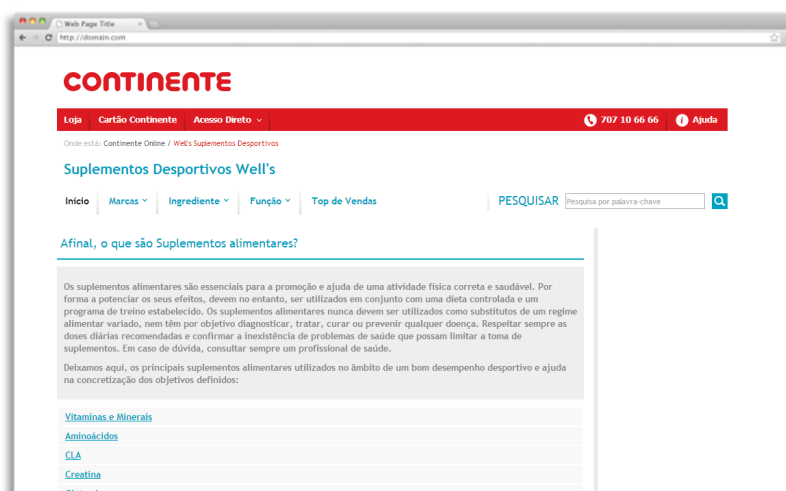 Web Page Title
http://domain.com
CONTINENTE
Loja Cartão Continente Acesso Direto 707 10 66 66 i Ajuda
Onde está: Continente Online / Well's Suplementos Desportivos
Suplementos Desportivos Well's
Início Marcas Ingrediente Função Top de Vendas PESQUISAR Pesquisa por palavra-chave
Afinal, o que são Suplementos alimentares?
Os suplementos alimentares são essenciais para a promoção e ajuda de uma atividade física correta e saudável. Por
forma a potenciar os seus efeitos, devem no entanto, ser utilizados em conjunto com uma dieta controlada e um
programa de treino estabelecido. Os suplementos alimentares nunca devem ser utilizados como substitutos de um regime
alimentar variado, nem têm por objetivo diagnosticar, tratar, curar ou prevenir qualquer doença. Respeitar sempre as
doses diárias recomendadas e confirmar a inexistência de problemas de saúde que possam limitar a toma de
suplementos. Em caso de dúvida, consultar sempre um profissional de saúde.
Deixamos aqui, os principais suplementos alimentares utilizados no âmbito de um bom desempenho desportivo e ajuda
na concretização dos objetivos definidos:
Vitaminas e Minerais
Aminoácidos
CLA
Creatina